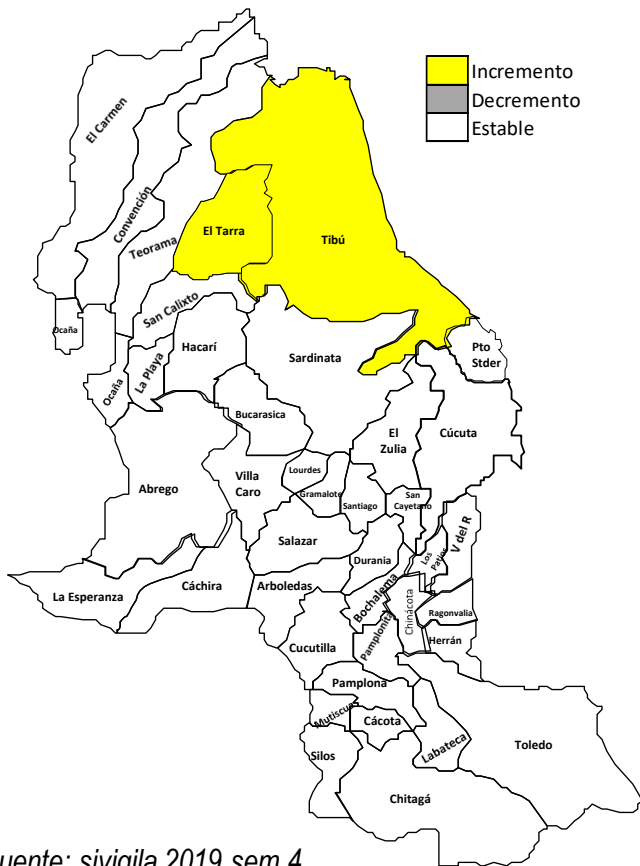 Incremento
Decremento
Estable
El Carmen
Convención
Teorama
El Tarra
Tibú
San Calixto
Ocaña
Hacarí
La Playa
Ocaña
Sardinata
Pto
Stder
Bucarasica
El
Zulia
Cúcuta
Abrego
Villa
Caro
Lourdes
Gramalote
Santiago
San
Cayetano
Salazar
Durania
Los
Patios
V del R
La Esperanza
Cáchira
Arboledas
Bochalema
Chinácota
Ragonvalia
Herrán
Cucutilla
Pamplonita
Pamplona
Mutiscua
Cácota
Silos
Labateca
Toledo
Chitagá
uente: sivigila 2019 sem 4